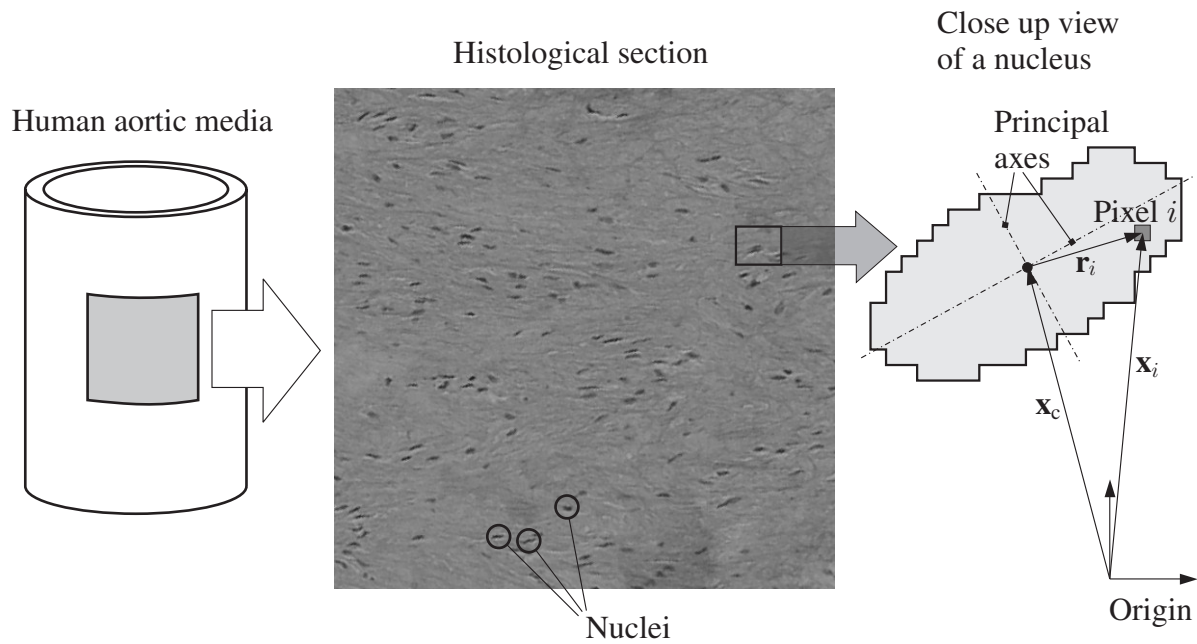 Human aortic media
Histological section
Nuclei
Close up view
of a nucleus
Principal
axes
Pixel i
r_i
x_i
x_c
Origin